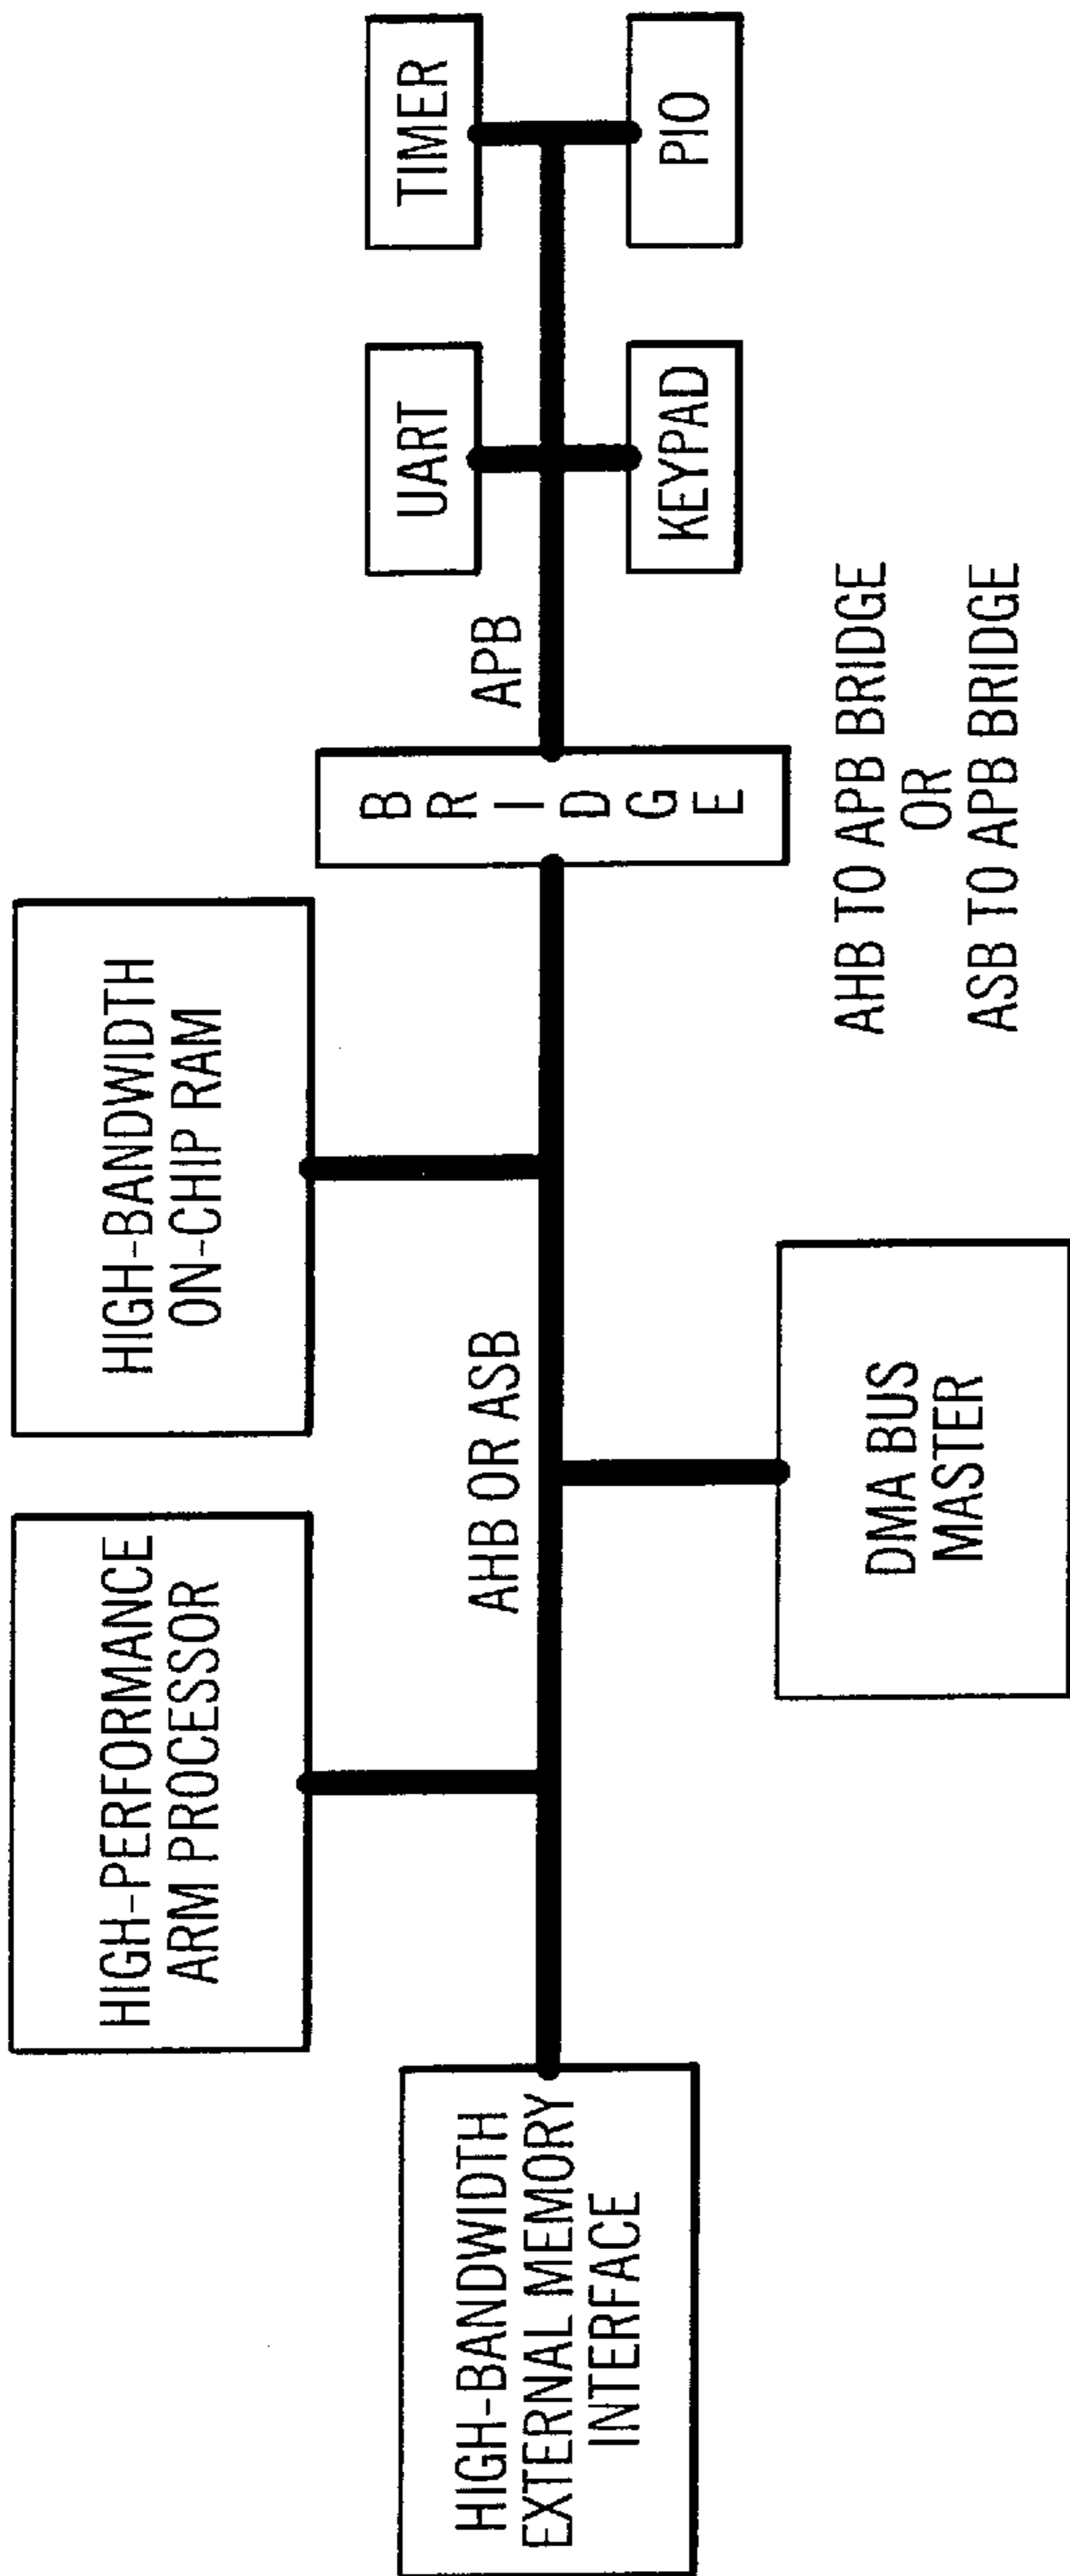 HIGH-PERFORMANCE
ARM PROCESSOR
HIGH-BANDWIDTH
ON-CHIP RAM
HIGH-BANDWIDTH
EXTERNAL MEMORY
INTERFACE
AHB OR ASB
DMA BUS
MASTER
BRIDGE
APB
UART
TIMER
KEYPAD
PIO
AHB TO APB BRIDGE
OR
ASB TO APB BRIDGE